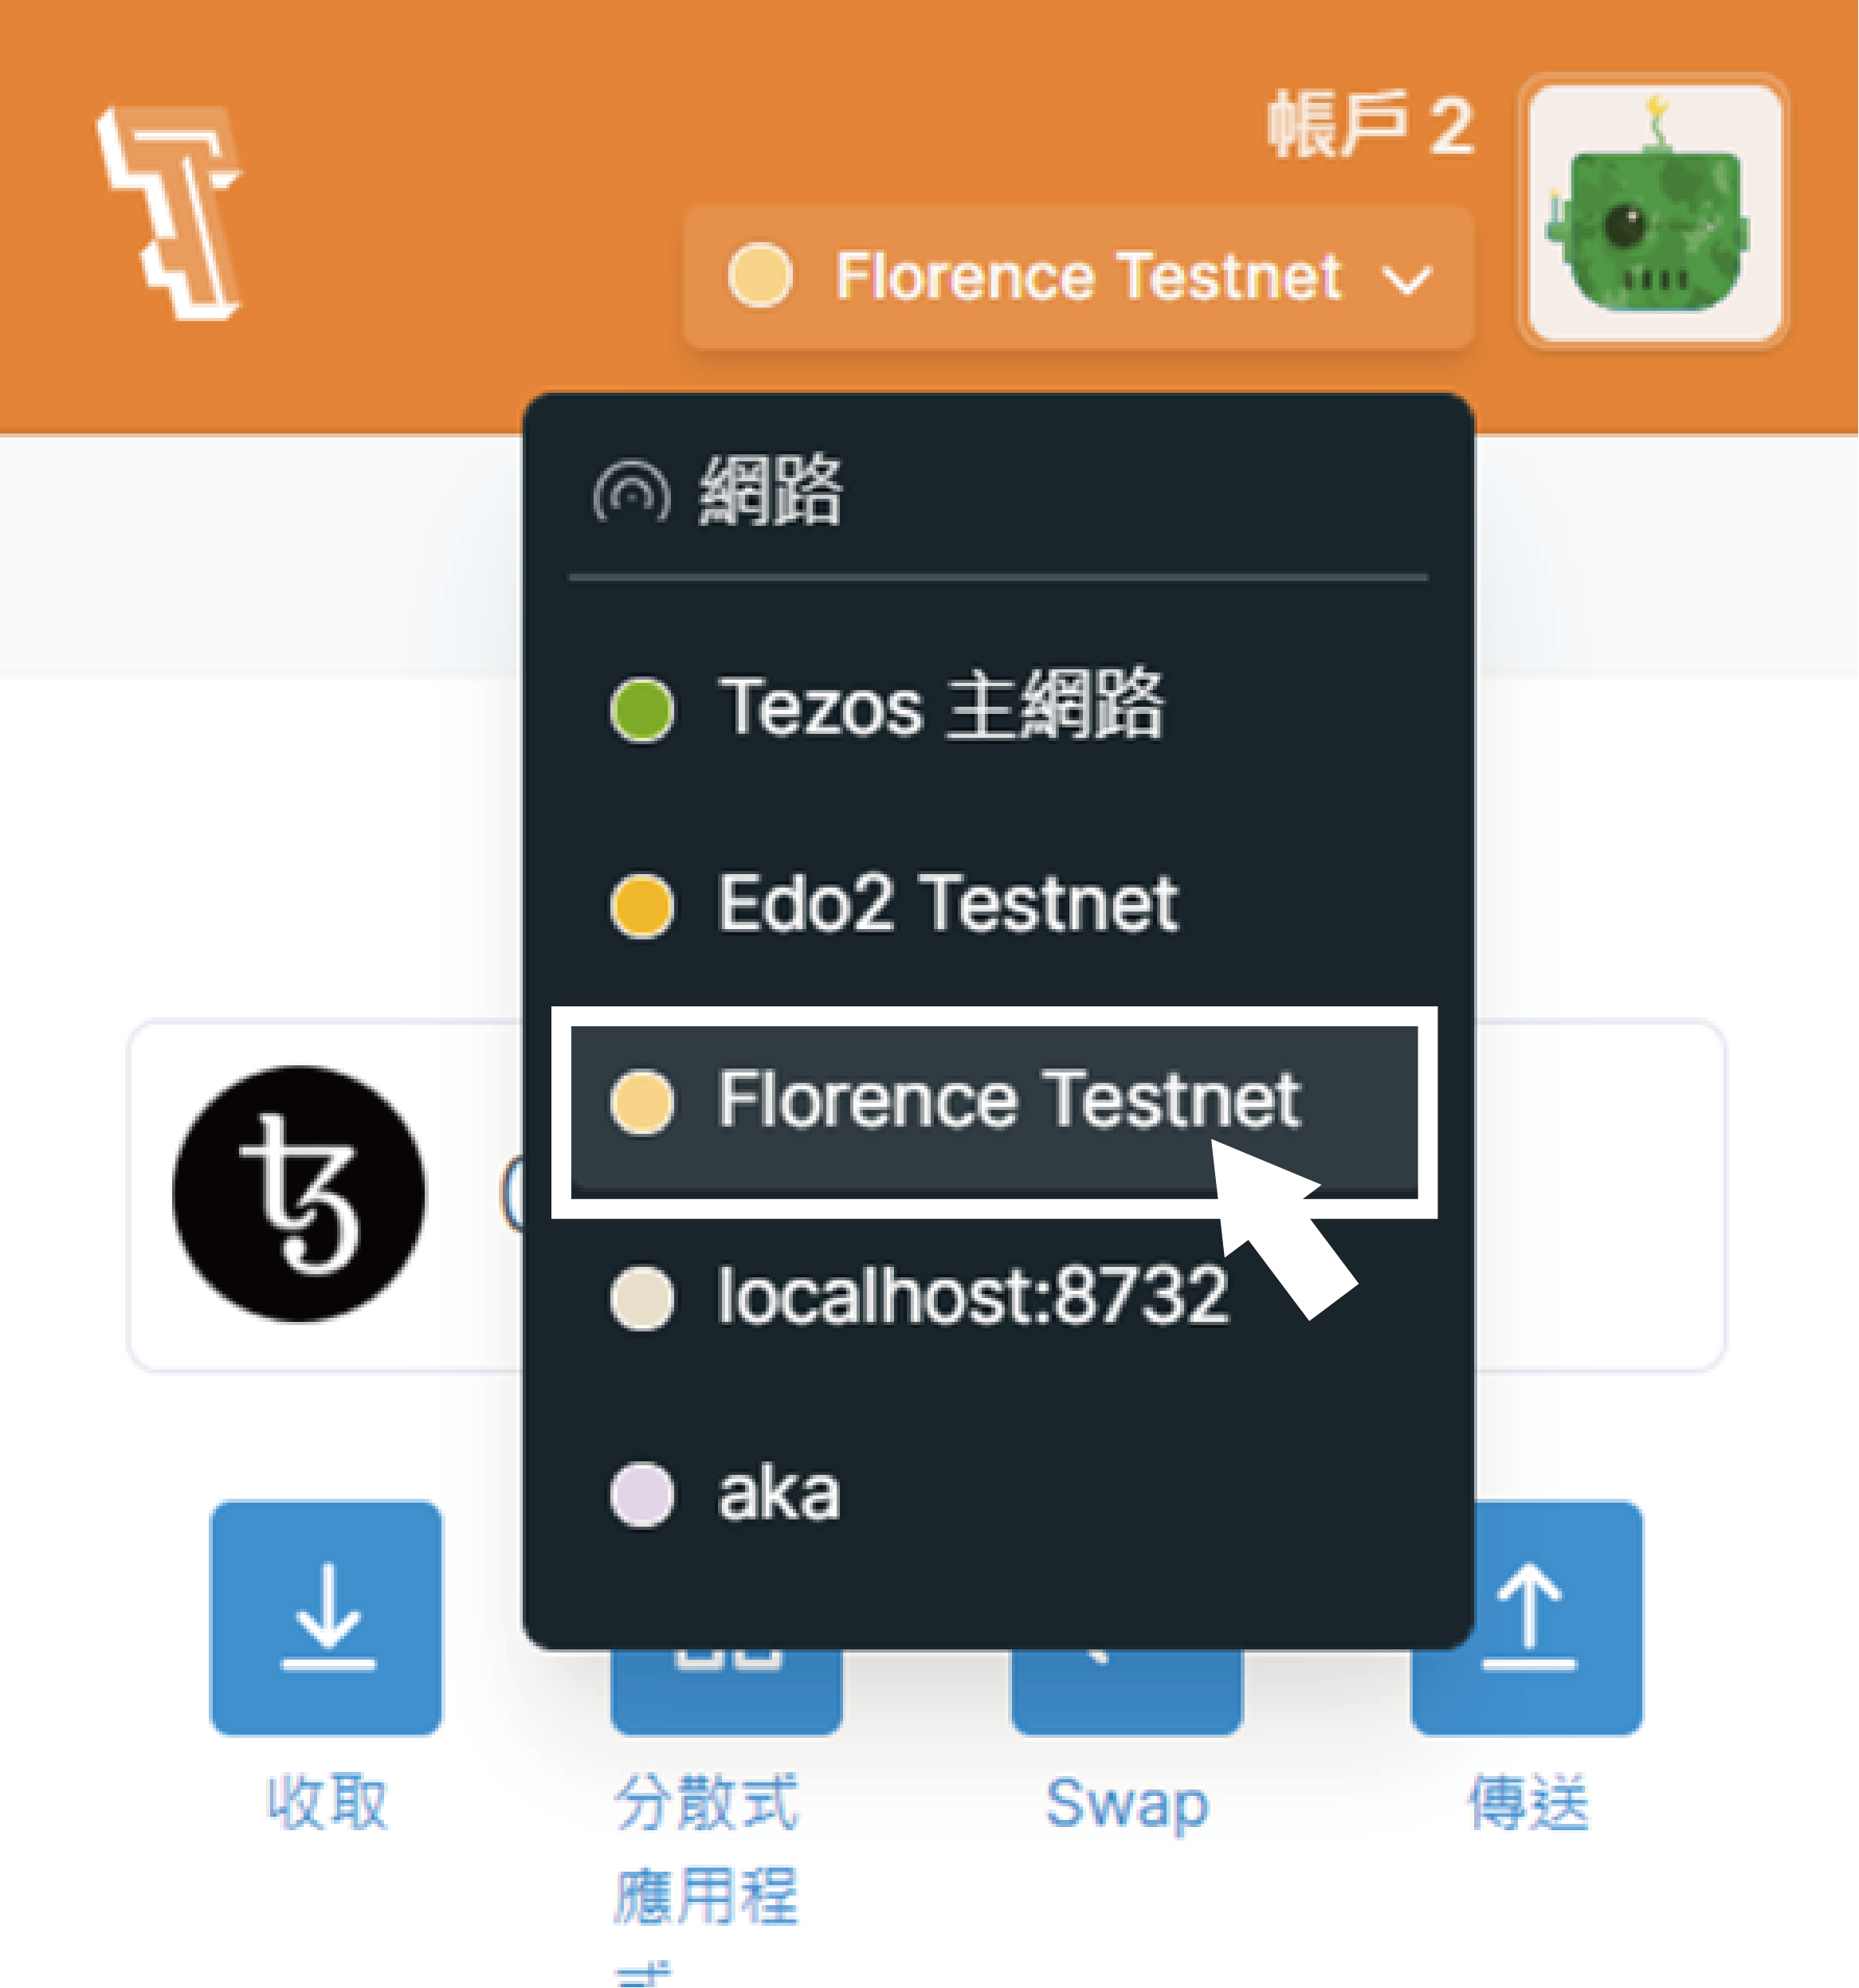 帳戶 2
Florence Testnet
網路
Tezos 主網路
Edo2 Testnet
Florence Testnet
localhost:8732
aka
收取
分散式
應用程
式
Swap
傳送